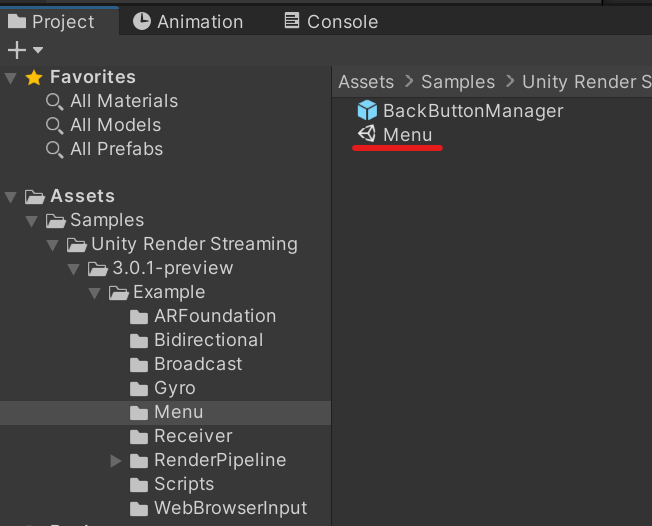 Project Animation Console
Favorites
All Materials
All Models
All Prefabs
Assets
Samples
Unity Render Streaming
3.0.1-preview
Example
ARFoundation
Bidirectional
Broadcast
Gyro
Menu
Receiver
RenderPipeline
Scripts
WebBrowserInput
Assets > Samples > Unity Render S
BackButtonManager
Menu